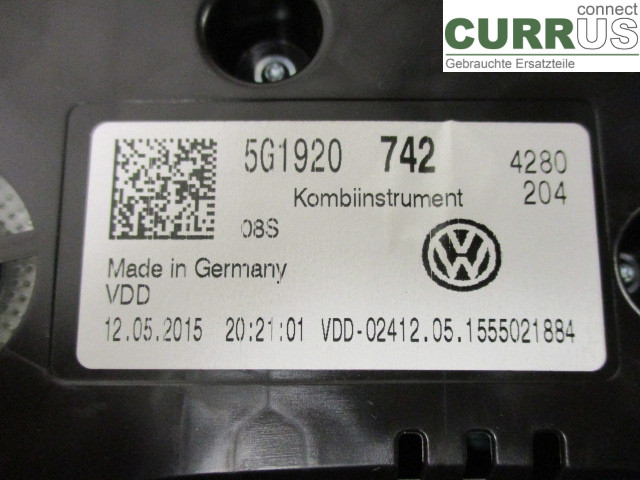 connect
CURRUS
Gebrauchte Ersatzteile
5G1920 742 4280
Kombiinstrument 204
08S
Made in Germany
VDD
12.05.2015 20:21:01 VDD-02412.05.1555021884